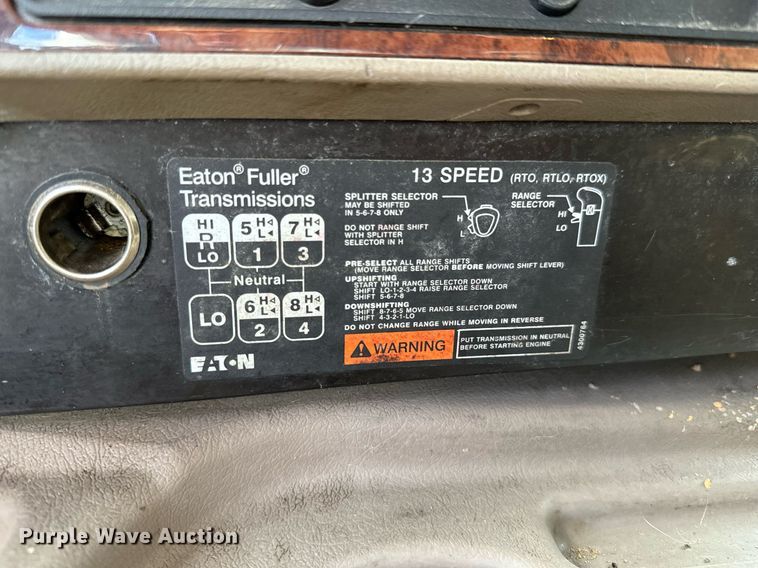 Eaton® Fuller®
Transmissions
13 SPEED (RTO, RTLO, RTOX)
HI
R
LO
5 H L
1
7 H L
3
Neutral
LO
6 H L
2
8 H L
4
EATON
SPLITTER SELECTOR
MAY BE SHIFTED
IN 5-6-7-8 ONLY
DO NOT RANGE SHIFT
WITH SPLITTER
SELECTOR IN H
H
L
RANGE
SELECTOR
HI
LO
PRE-SELECT ALL RANGE SHIFTS
(MOVE RANGE SELECTOR BEFORE MOVING SHIFT LEVER)
UPSHIFTING
START WITH RANGE SELECTOR DOWN
SHIFT LO-1-2-3-4 RAISE RANGE SELECTOR
SHIFT 5-6-7-8
DOWNSHIFTING
SHIFT 8-7-6-5 MOVE RANGE SELECTOR DOWN
SHIFT 4-3-2-1-LO
DO NOT CHANGE RANGE WHILE MOVING IN REVERSE
WARNING
PUT TRANSMISSION IN NEUTRAL
BEFORE STARTING ENGINE
4300764
Purple Wave Auction